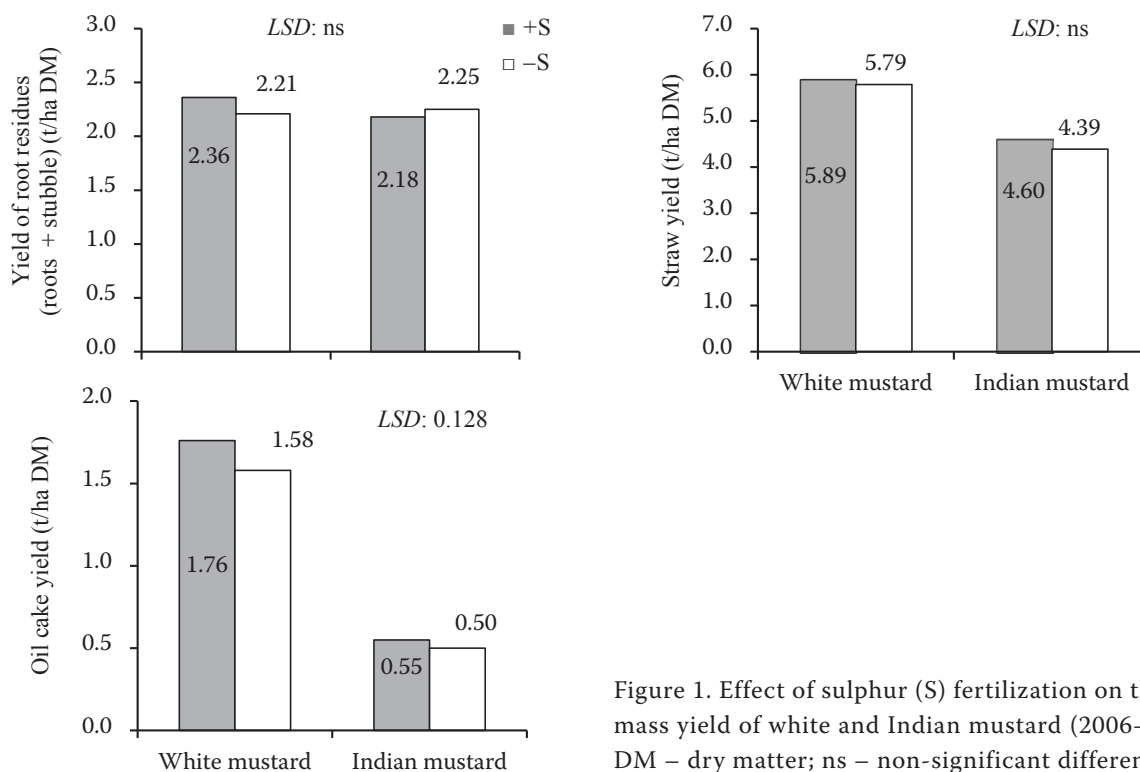 Yield of root residues
(roots + stubble) (t/ha DM)
3.0
2.5
2.0
1.5
1.0
0.5
0.0
LSD: ns
+S
–S
2.36
2.21
2.18
2.25
Straw yield (t/ha DM)
7.0
6.0
5.0
4.0
3.0
2.0
1.0
0.0
LSD: ns
5.89
5.79
4.60
4.39
White mustard
Indian mustard
Oil cake yield (t/ha DM)
2.0
1.5
1.0
0.5
0.0
LSD: 0.128
1.76
1.58
0.55
0.50
White mustard
Indian mustard
Figure 1. Effect of sulphur (S) fertilization on
mass yield of white and Indian mustard (2006–
DM – dry matter; ns – non-significant